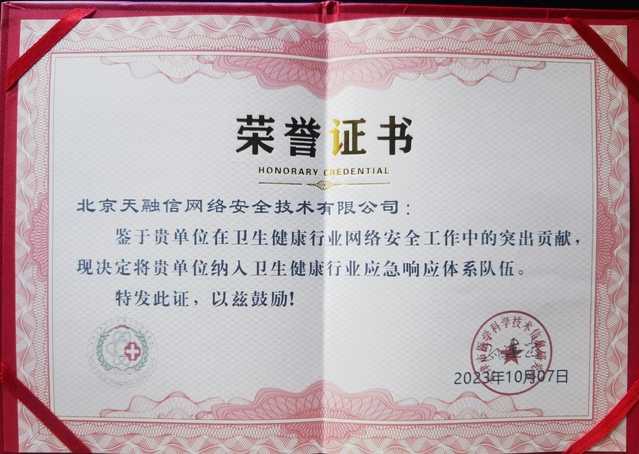 荣誉证书
HONORARY CREDENTIAL
北京天融信网络安全技术有限公司：
鉴于贵单位在卫生健康行业网络安全工作中的突出贡献，
现决定将贵单位纳入卫生健康行业应急响应体系队伍。
特发此证，以兹鼓励！
2023年10月07日